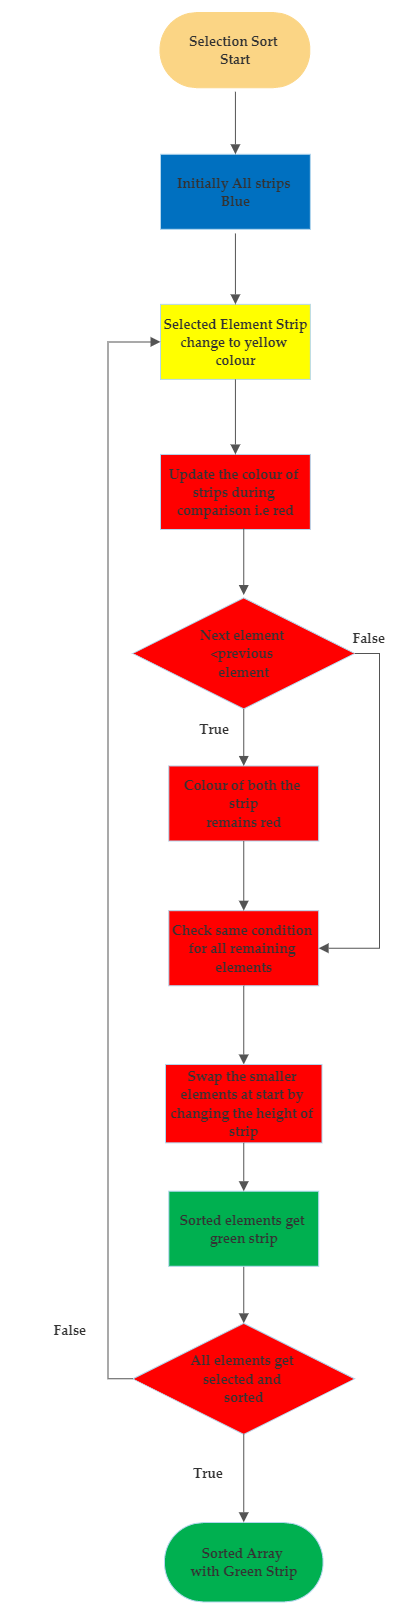 Selection Sort
Start
Initially All strips
Blue
Selected Element Strip
change to yellow
colour
Update the colour of
strips during
comparison i.e red
Next element
<previous
element
False
True
Colour of both the
strip
remains red
Check same condition
for all remaining
elements
Swap the smaller
elements at start by
changing the height of
strip
Sorted elements get
green strip
False
All elements get
selected and
sorted
True
Sorted Array
with Green Strip